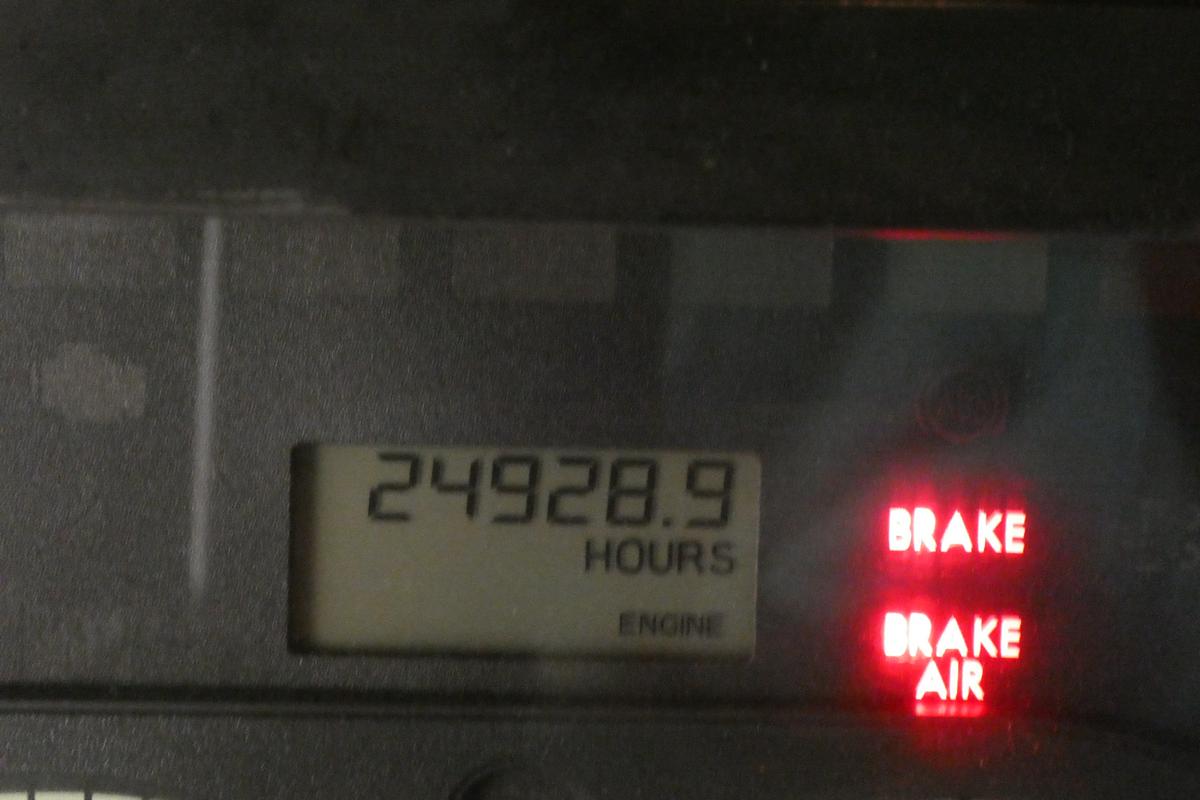 24928.9
HOURS
ENGINE
BRAKE
BRAKE
AIR